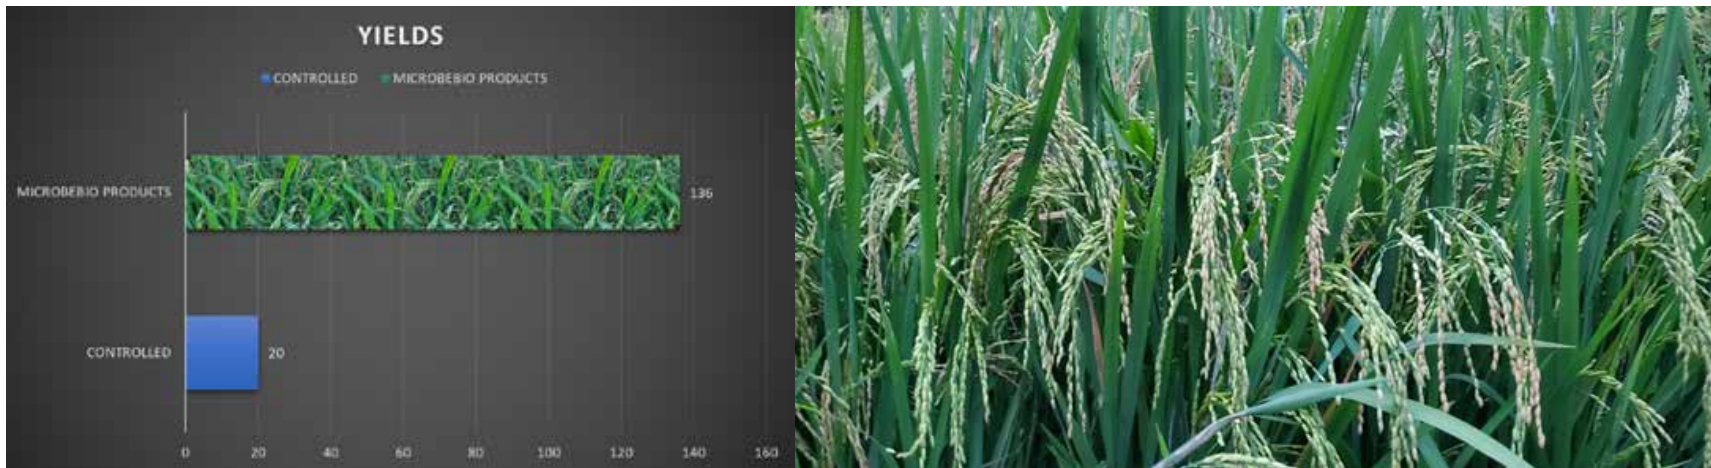 YIELDS
CONTROLLED MICROBEBIO PRODUCTS
MICROBEBIO PRODUCTS 136
CONTROLLED 20
0 20 40 60 80 100 120 140 160